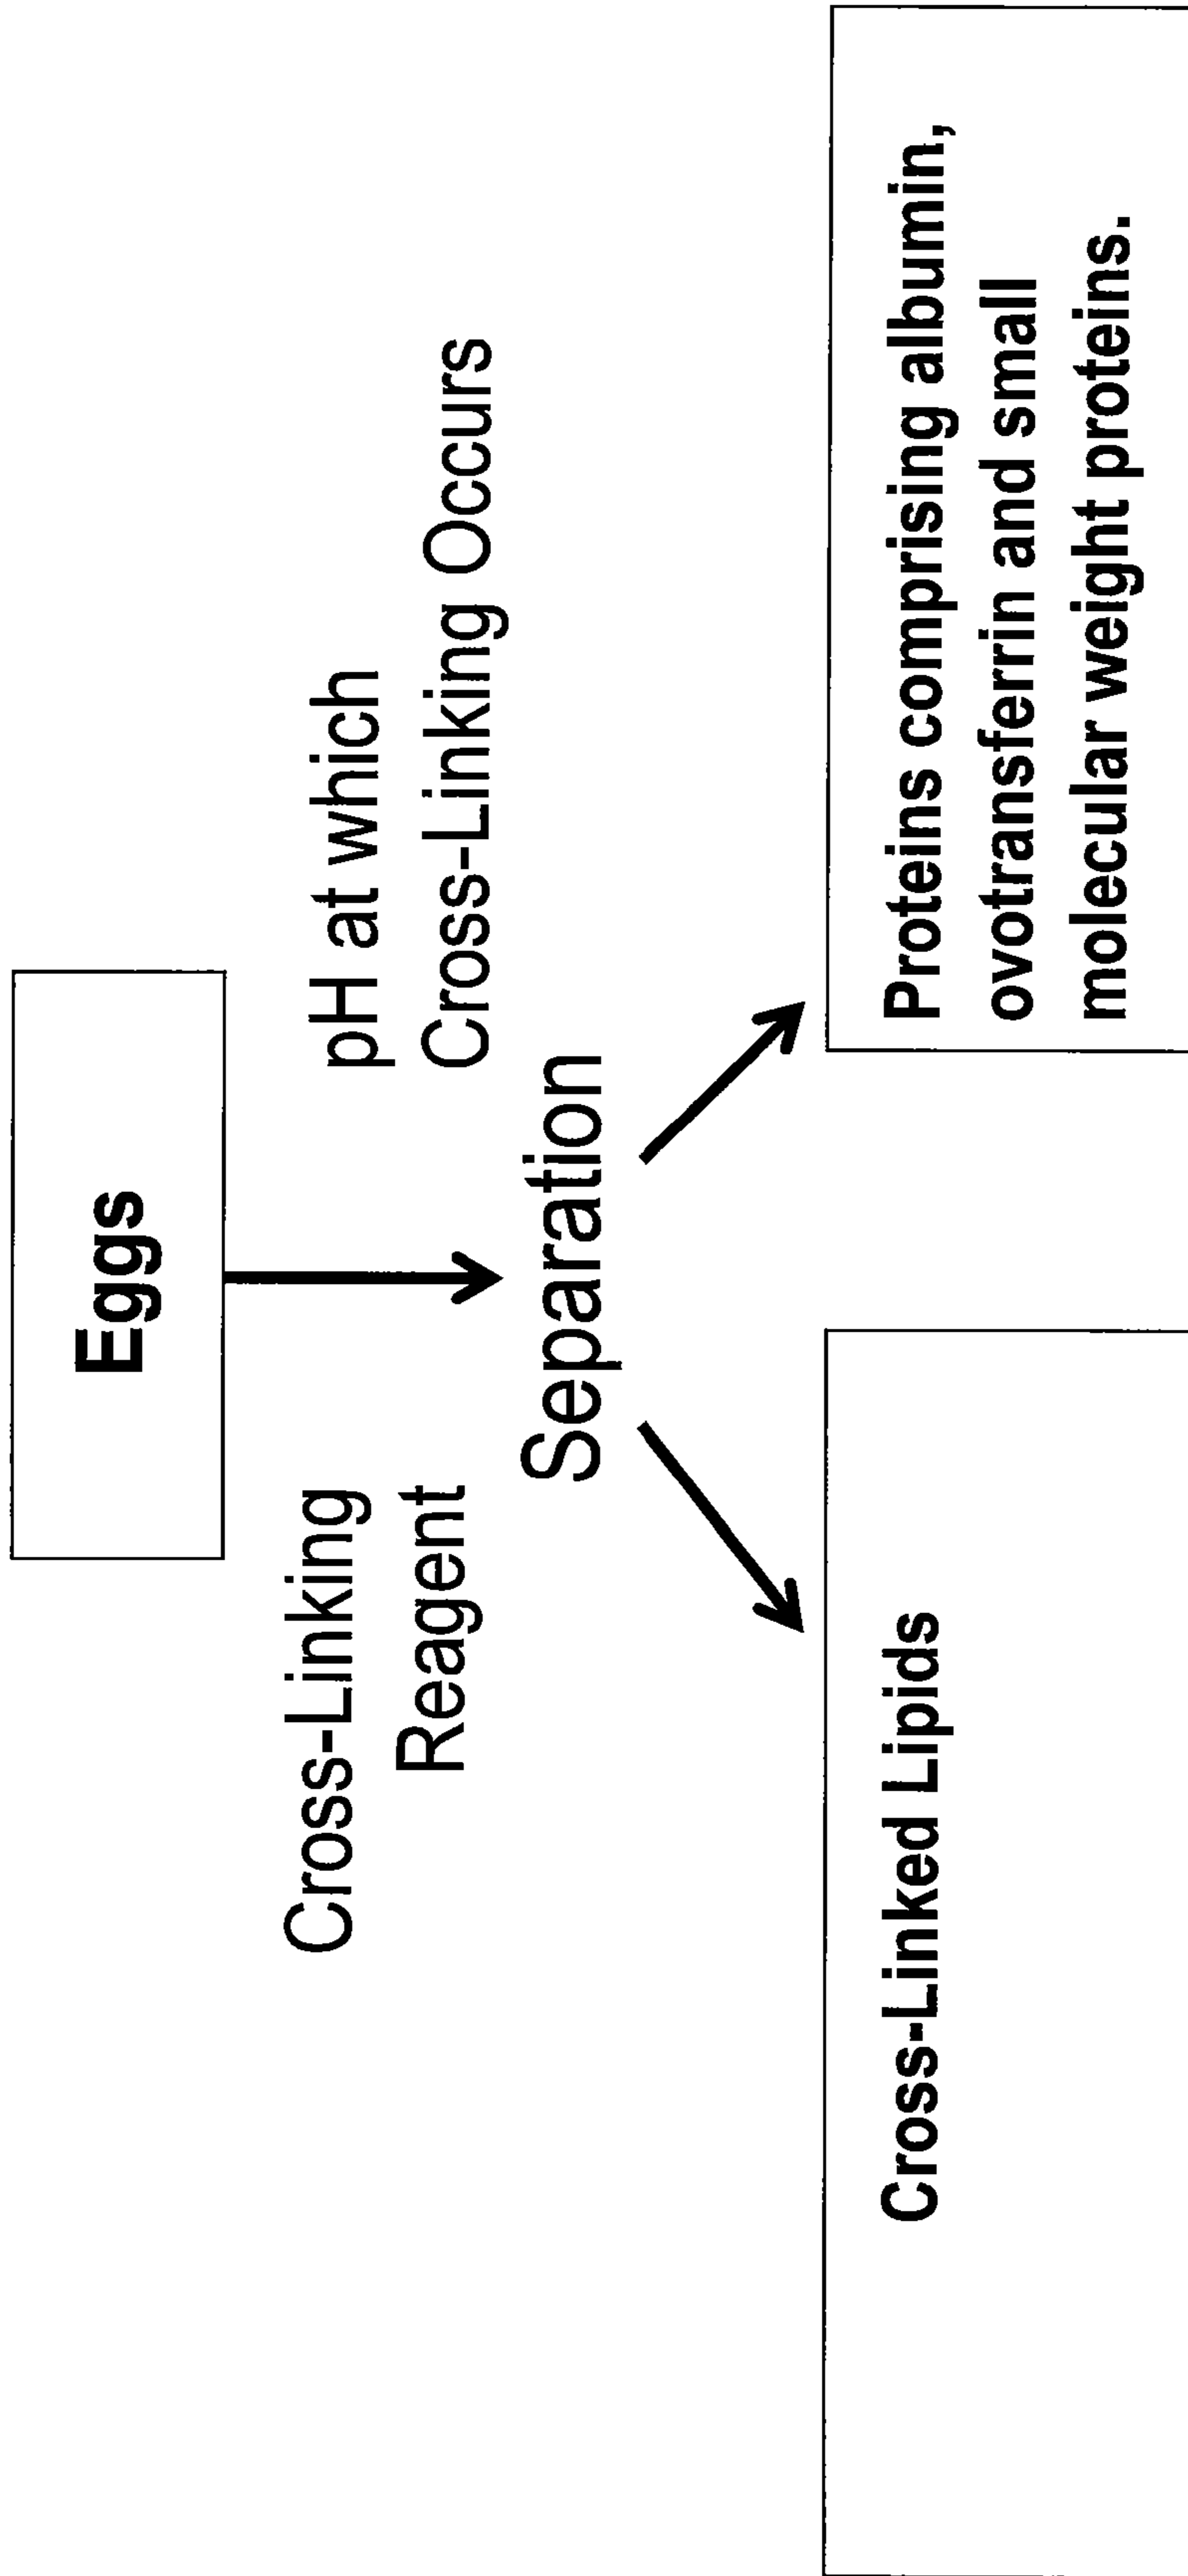 Eggs
Cross-Linking
Reagent
pH at which
Cross-Linking Occurs
Separation
Cross-Linked Lipids
Proteins comprising albumin,
ovotransferrin and small
molecular weight proteins.